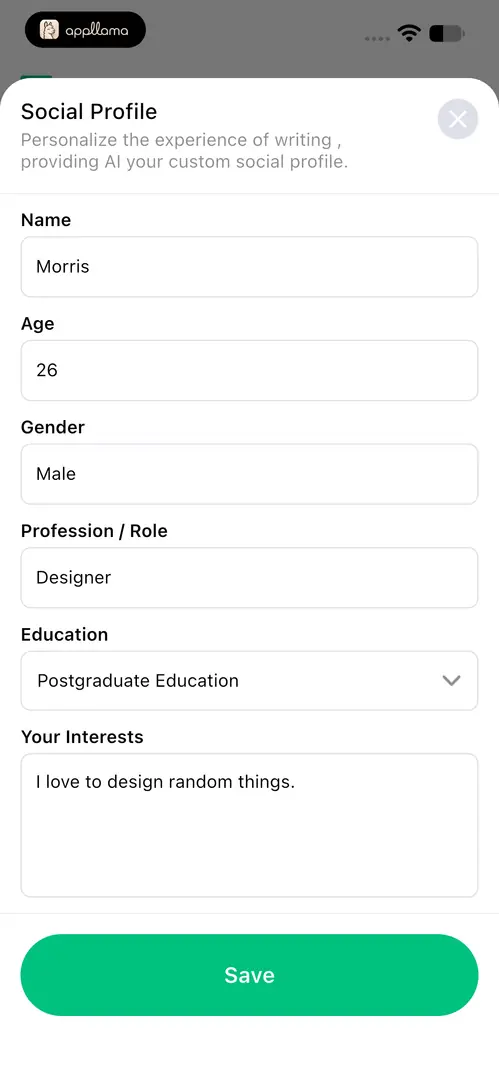 appllama
Social Profile
Personalize the experience of writing ,
providing AI your custom social profile.
Name
Morris
Age
26
Gender
Male
Profession / Role
Designer
Education
Postgraduate Education
Your Interests
I love to design random things.
Save